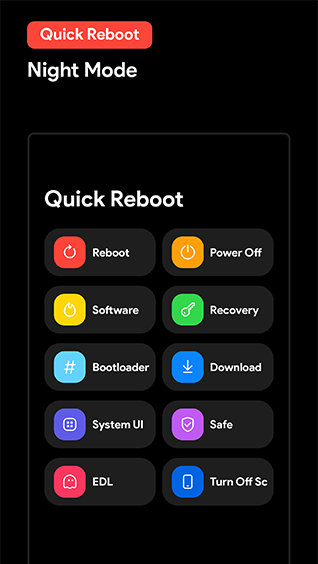 Quick Reboot
Night Mode
Quick Reboot
Reboot
Power Off
Software
Recovery
Bootloader
Download
System UI
Safe
EDL
Turn Off Sc